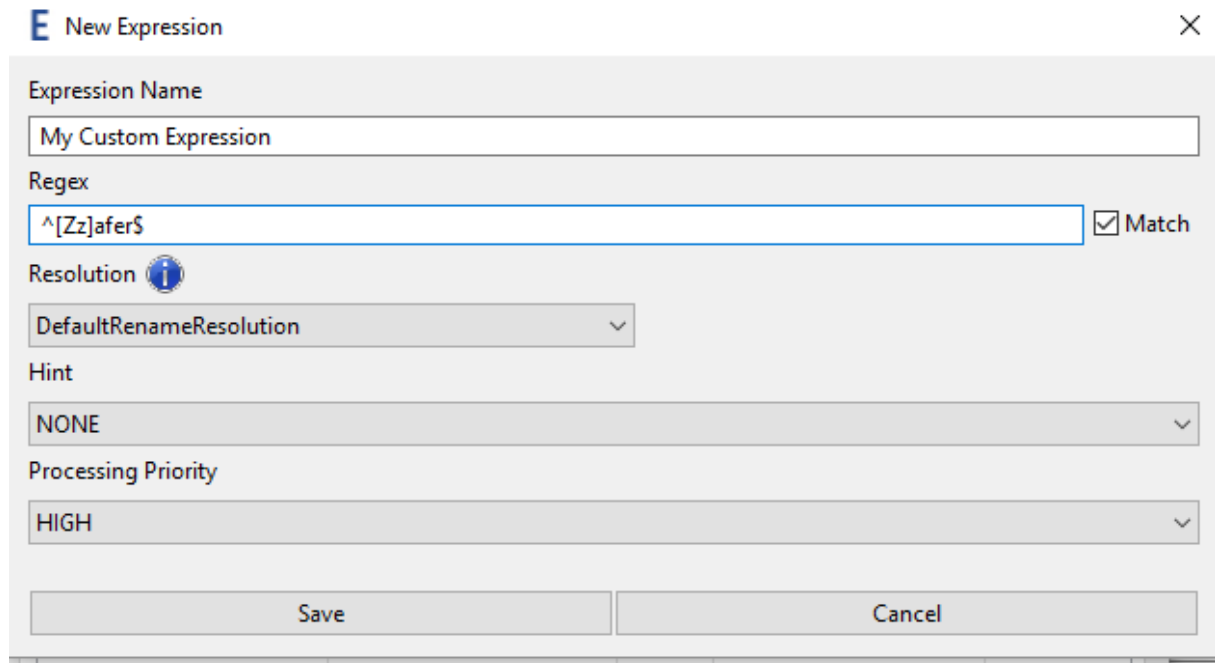 E New Expression
Expression Name
My Custom Expression
Regex
^[Zz]afer$ Match
Resolution i
DefaultRenameResolution
Hint
NONE
Processing Priority
HIGH
Save Cancel